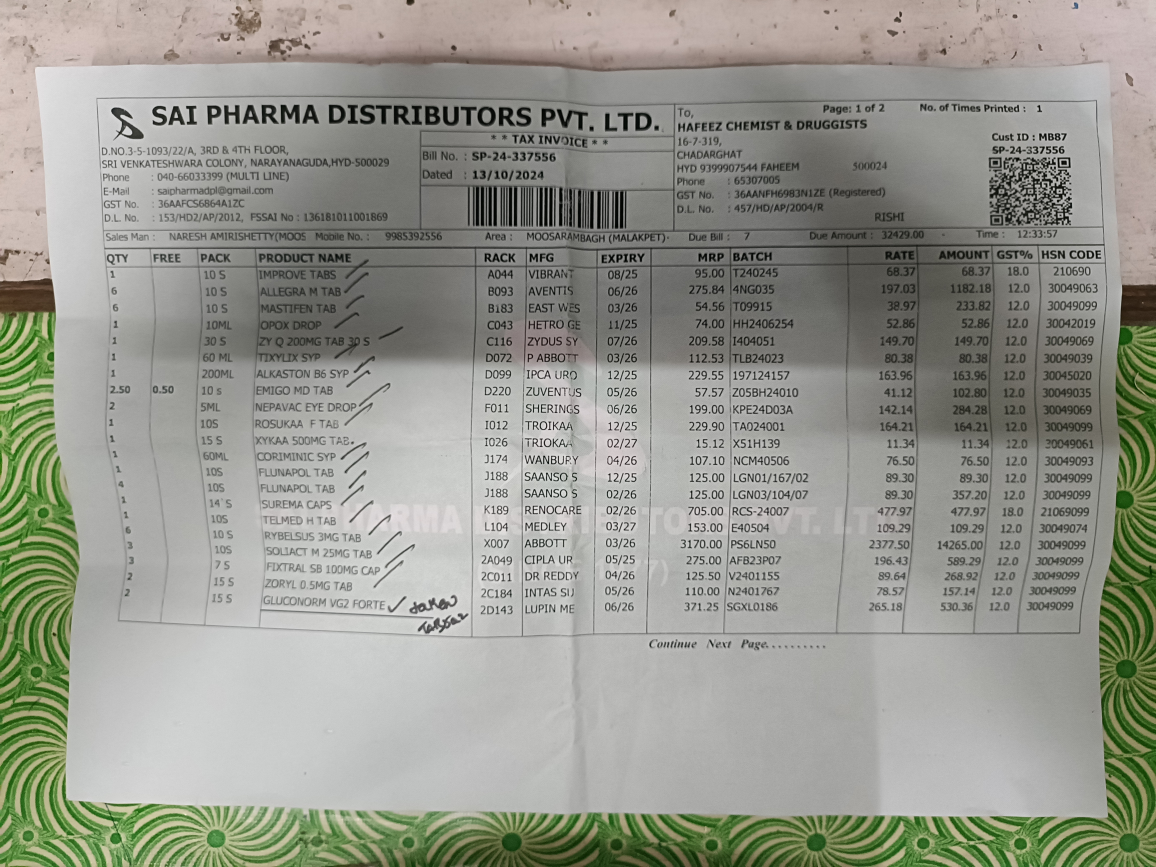 SAI PHARMA DISTRIBUTORS PVT. LTD.
D.NO.3-5-1093/22/A, 3RD & 4TH FLOOR,
SRI VENKATESHWARA COLONY, NARAYANAGUDA,HYD-500029
Phone : 040-66033399 (MULTI LINE)
E-Mail : saipharmadpl@gmail.com
GST No. : 36AAFCS6864A1ZC
D.L. No. : 153/HD2/AP/2012, FSSAI No : 136181011001869
* * TAX INVOICE * *
Bill No. : SP-24-337556
Dated : 13/10/2024
To, Page: 1 of 2 No. of Times Printed : 1
HAFEEZ CHEMIST & DRUGGISTS
16-7-319,
CHADARGHAT
HYD 9399907544 FAHEEM 500024
Phone : 65307005
GST No. : 36AANFH6983N1ZE (Registered)
D.L. No. : 457/HD/AP/2004/R
RISHI
Cust ID : MB87
SP-24-337556
Sales Man : NARESH AMIRISHETTY(MOOS Mobile No. : 9985392556 Area : MOOSARAMBAGH (MALAKPET)- Due Bill : 7 Due Amount : 32429.00 - Time : 12:33:57
QTY FREE PACK PRODUCT NAME RACK MFG EXPIRY MRP BATCH RATE AMOUNT GST% HSN CODE
1 10 S IMPROVE TABS A044 VIBRANT 08/25 95.00 T240245 68.37 68.37 18.0 210690
6 10 S ALLEGRA M TAB B093 AVENTIS 06/26 275.84 4NG035 197.03 1182.18 12.0 30049063
6 10 S MASTIFEN TAB B183 EAST WES 03/26 54.56 T09915 38.97 233.82 12.0 30049099
1 10ML OPOX DROP C043 HETRO GE 11/25 74.00 HH2406254 52.86 52.86 12.0 30042019
1 30 S ZY Q 200MG TAB 30 S C116 ZYDUS SY 07/26 209.58 I404051 149.70 149.70 12.0 30049069
1 60 ML TIXYLIX SYP D072 P ABBOTT 03/26 112.53 TLB24023 80.38 80.38 12.0 30049039
1 200ML ALKASTON B6 SYP D099 IPCA URO 12/25 229.55 197124157 163.96 163.96 12.0 30045020
2.50 0.50 10 s EMIGO MD TAB D220 ZUVENTUS 05/26 57.57 Z05BH24010 41.12 102.80 12.0 30049035
2 5ML NEPAVAC EYE DROP F011 SHERINGS 06/26 199.00 KPE24D03A 142.14 284.28 12.0 30049069
1 10S ROSUKAA F TAB I012 TROIKAA 12/25 229.90 TA024001 164.21 164.21 12.0 30049099
1 15 S XYKAA 500MG TAB. I026 TRIOKAA 02/27 15.12 X51H139 11.34 11.34 12.0 30049061
1 60ML CORIMINIC SYP J174 WANBURY 04/26 107.10 NCM40506 76.50 76.50 12.0 30049093
1 10S FLUNAPOL TAB J188 SAANSO S 12/25 125.00 LGN01/167/02 89.30 89.30 12.0 30049099
4 10S FLUNAPOL TAB J188 SAANSO S 02/26 125.00 LGN03/104/07 89.30 357.20 12.0 30049099
1 14 S SUREMA CAPS K189 RENOCARE 02/26 705.00 RCS-24007 477.97 477.97 18.0 21069099
1 10S TELMED H TAB L104 MEDLEY 03/27 153.00 E40504 109.29 109.29 12.0 30049074
6 10 S RYBELSUS 3MG TAB X007 ABBOTT 03/26 3170.00 PS6LN50 2377.50 14265.00 12.0 30049099
3 10S SOLIACT M 25MG TAB 2A049 CIPLA UR 05/25 275.00 AFB23P07 196.43 589.29 12.0 30049099
3 7 S FIXTRAL SB 100MG CAP 2C011 DR REDDY 04/26 125.50 V2401155 89.64 268.92 12.0 30049099
2 15 S ZORYL 0.5MG TAB 2C184 INTAS SU 05/26 110.00 N2401767 78.57 157.14 12.0 30049099
2 15 S GLUCONORM VG2 FORTE 2D143 LUPIN ME 06/26 371.25 SGXL0186 265.18 530.36 12.0 30049099
taken
Continue Next Page..........